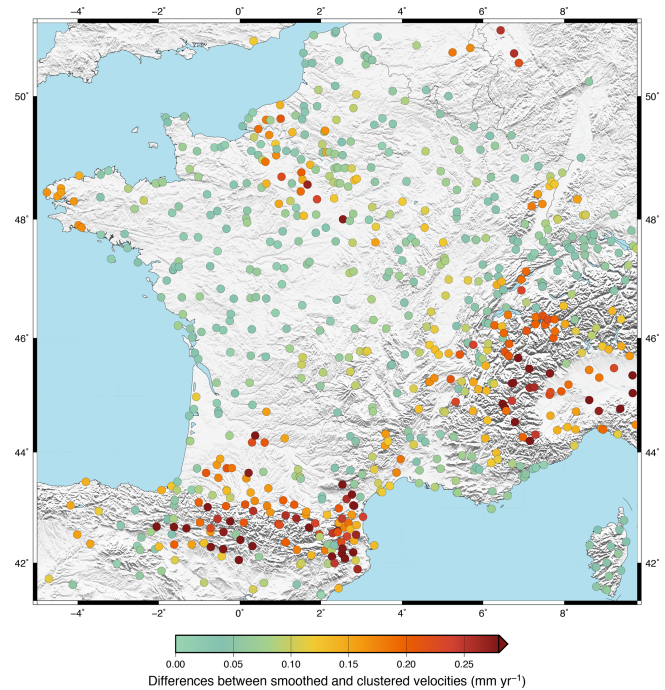 −4˚ −2˚ 0˚ 2˚ 4˚ 6˚ 8˚
50˚ 50˚
48˚ 48˚
46˚ 46˚
44˚ 44˚
42˚ 42˚
−4˚ −2˚ 0˚ 2˚ 4˚ 6˚ 8˚
0.00 0.05 0.10 0.15 0.20 0.25
Differences between smoothed and clustered velocities (mm yr⁻¹)